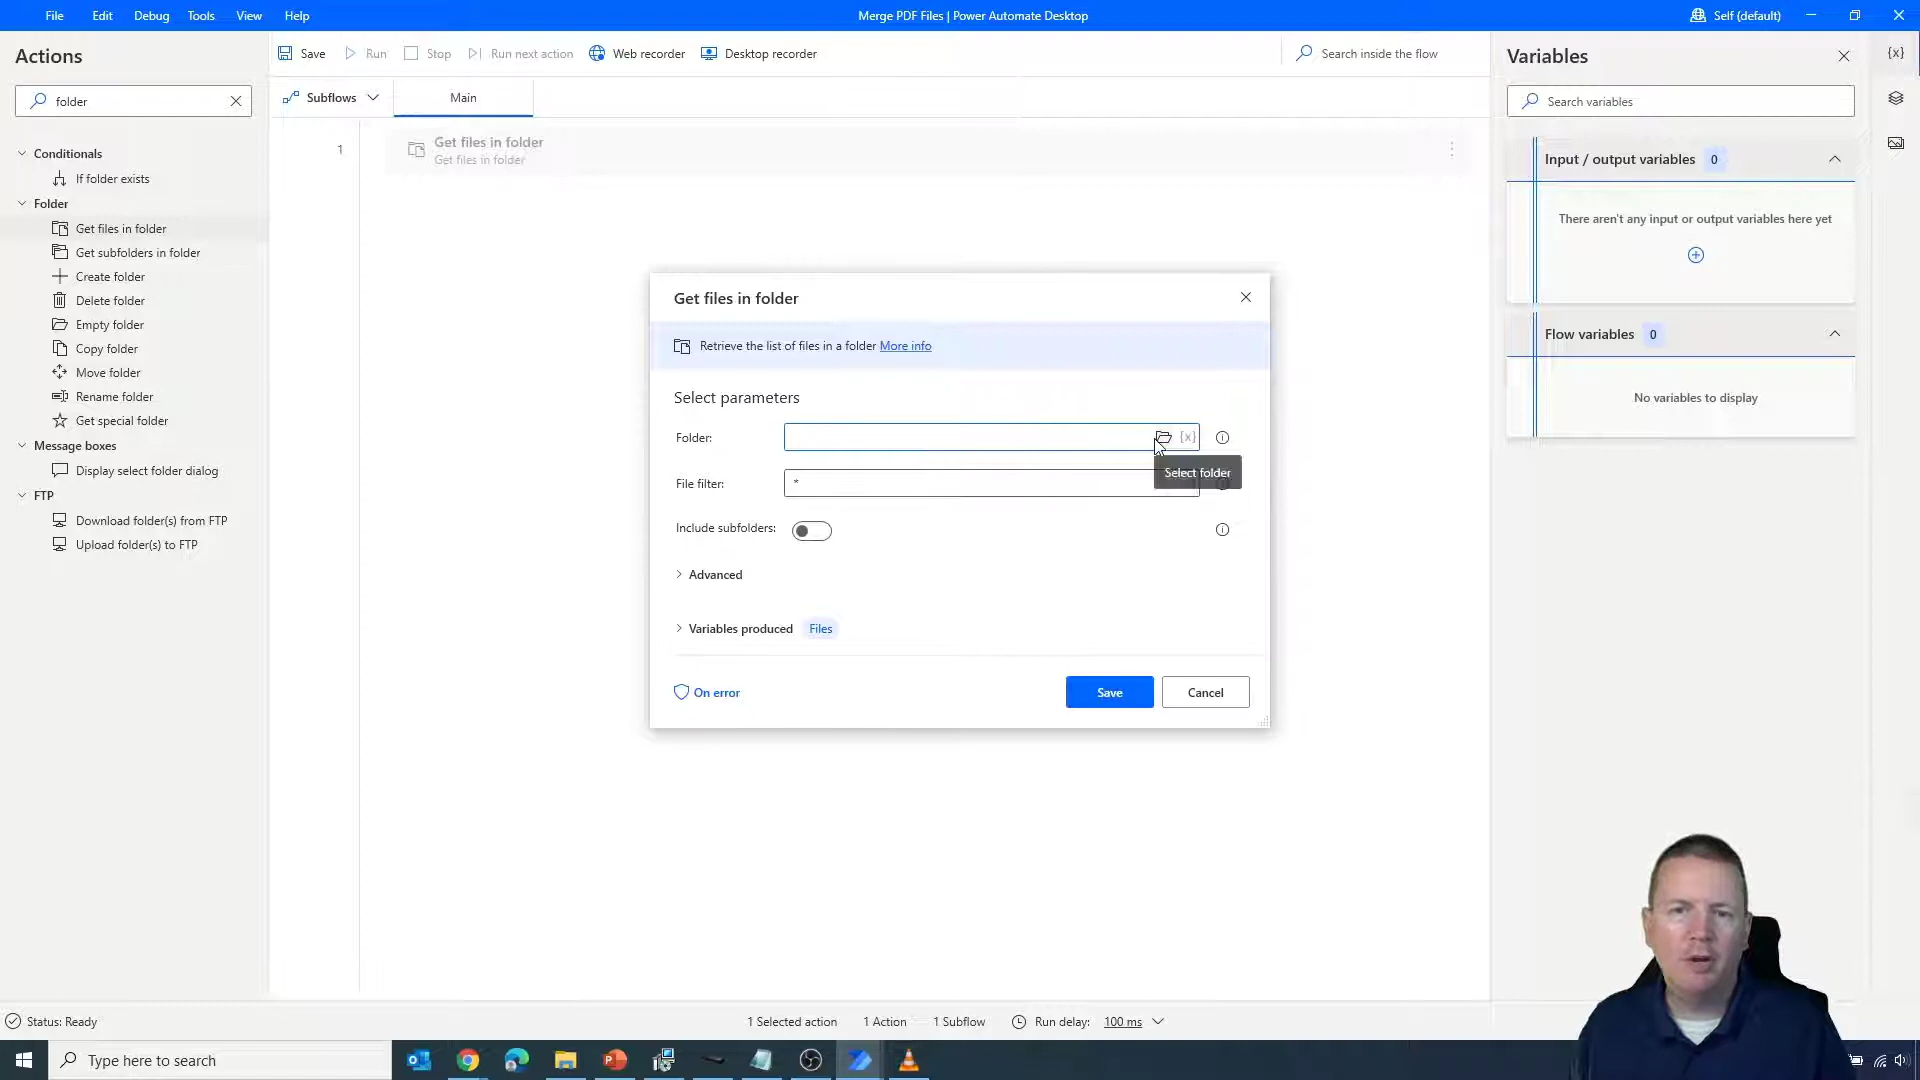 File Edit Debug Tools View Help
Merge PDF Files | Power Automate Desktop
Self (default)
Actions
folder
Conditionals
If folder exists
Folder
Get files in folder
Get subfolders in folder
Create folder
Delete folder
Empty folder
Copy folder
Move folder
Rename folder
Get special folder
Message boxes
Display select folder dialog
FTP
Download folder(s) from FTP
Upload folder(s) to FTP
Save Run Stop Run next action Web recorder Desktop recorder
Search inside the flow
Subflows Main
1
Get files in folder
Get files in folder
Get files in folder
Retrieve the list of files in a folder More info
Select parameters
Folder:
{x}
Select folder
File filter:
*
Include subfolders:
Advanced
Variables produced Files
On error
Save
Cancel
Variables
{x}
Search variables
Input / output variables 0
There aren't any input or output variables here yet
Flow variables 0
No variables to display
Status: Ready
1 Selected action 1 Action 1 Subflow Run delay: 100 ms
Type here to search